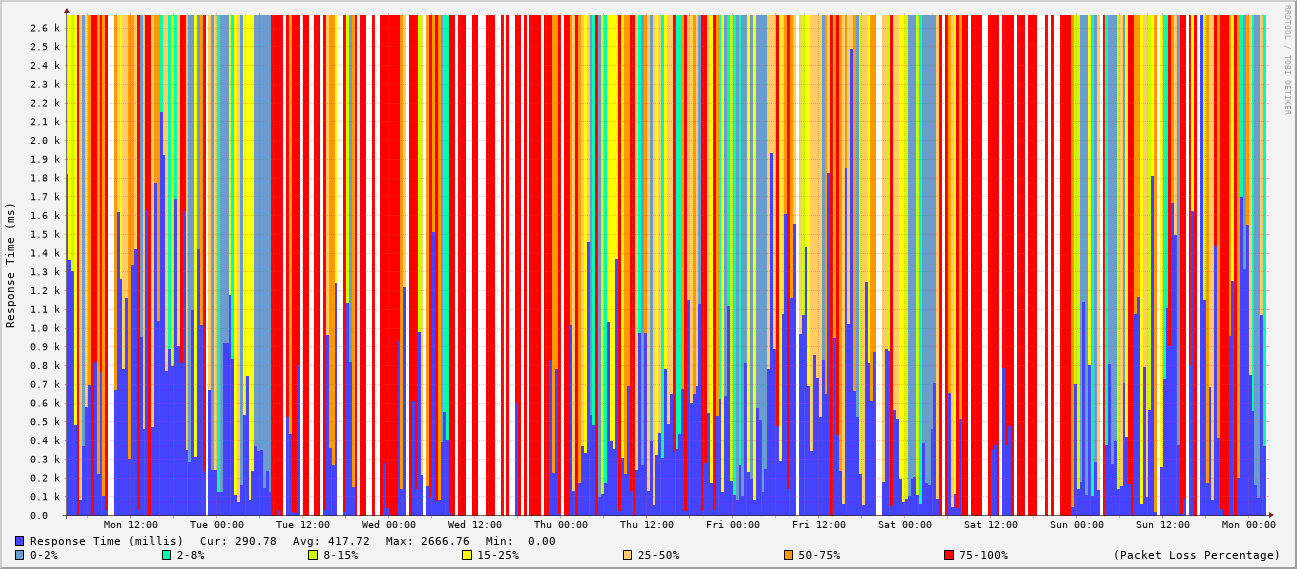 RRDTOOL / TOBI OETIKER
Response Time (ms)
2.6 k
2.5 k
2.4 k
2.3 k
2.2 k
2.1 k
2.0 k
1.9 k
1.8 k
1.7 k
1.6 k
1.5 k
1.4 k
1.3 k
1.2 k
1.1 k
1.0 k
0.9 k
0.8 k
0.7 k
0.6 k
0.5 k
0.4 k
0.3 k
0.2 k
0.1 k
0.0
Mon 12:00 Tue 00:00 Tue 12:00 Wed 00:00 Wed 12:00 Thu 00:00 Thu 12:00 Fri 00:00 Fri 12:00 Sat 00:00 Sat 12:00 Sun 00:00 Sun 12:00 Mon 00:00
Response Time (millis) Cur: 290.78 Avg: 417.72 Max: 2666.76 Min: 0.00
0-2% 2-8% 8-15% 15-25% 25-50% 50-75% 75-100% (Packet Loss Percentage)